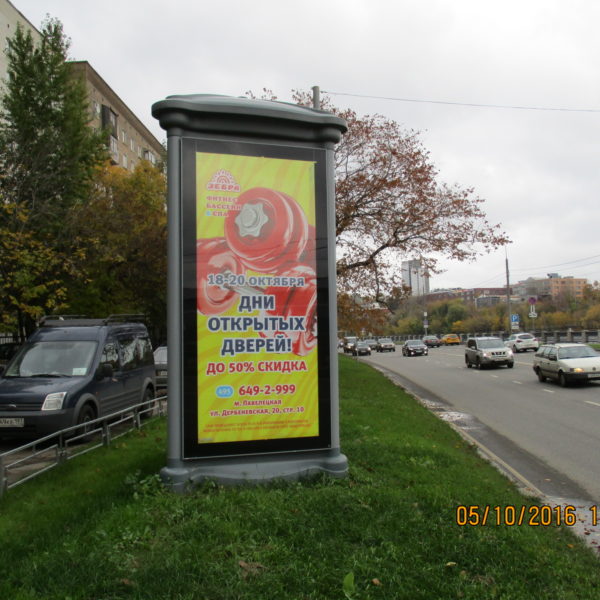 ЗЕБРА
ФИТНЕС
БАССЕЙН
&СПА
18-20 ОКТЯБРЯ
ДНИ
ОТКРЫТЫХ
ДВЕРЕЙ!
ДО 50% СКИДКА
495 649-2-999
М. ПАВЕЛЕЦКАЯ
УЛ. ДЕРБЕНЕВСКАЯ, 20, СТР. 10
05/10/2016 1